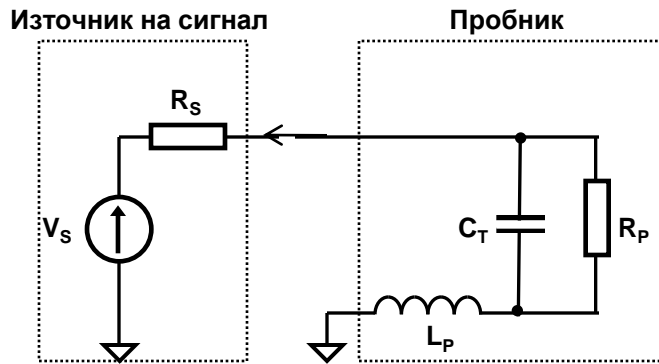 Източник на сигнал
Пробник
R_S
V_S
C_T
R_P
L_P